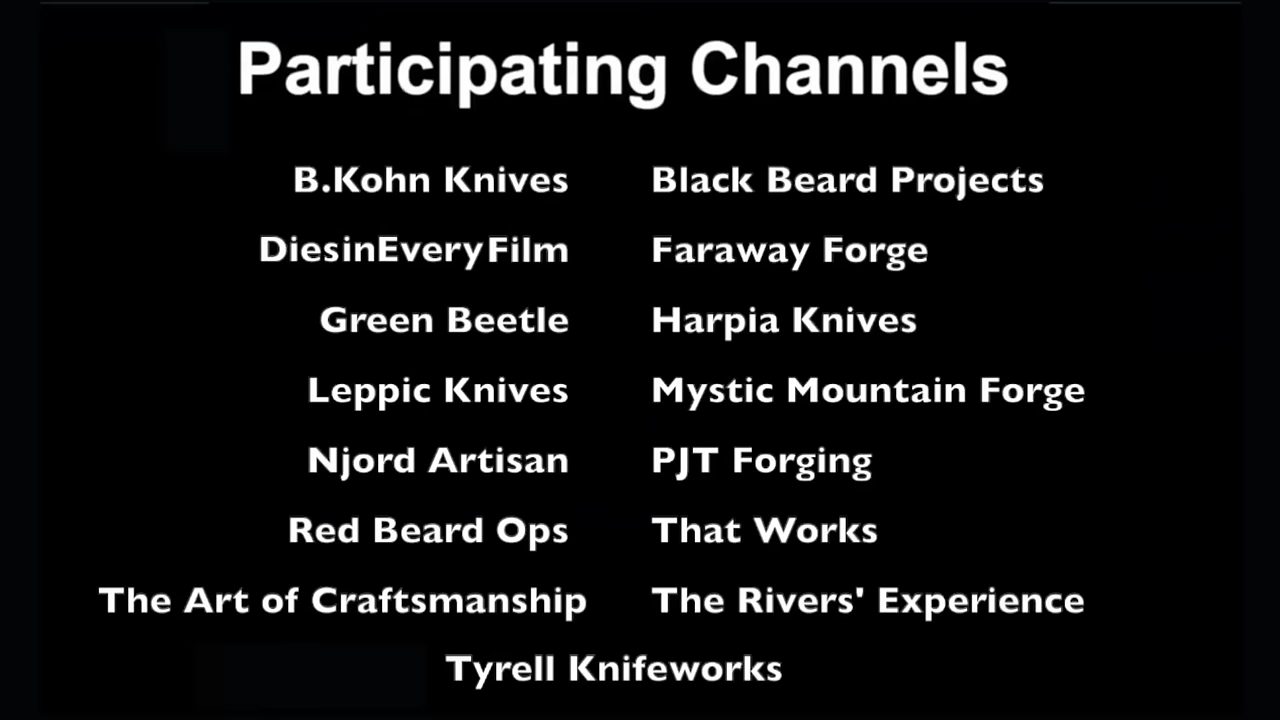 Participating Channels
B.Kohn Knives Black Beard Projects
DiesinEveryFilm Faraway Forge
Green Beetle Harpia Knives
Leppic Knives Mystic Mountain Forge
Njord Artisan PJT Forging
Red Beard Ops That Works
The Art of Craftsmanship The Rivers' Experience
Tyrell Knifeworks